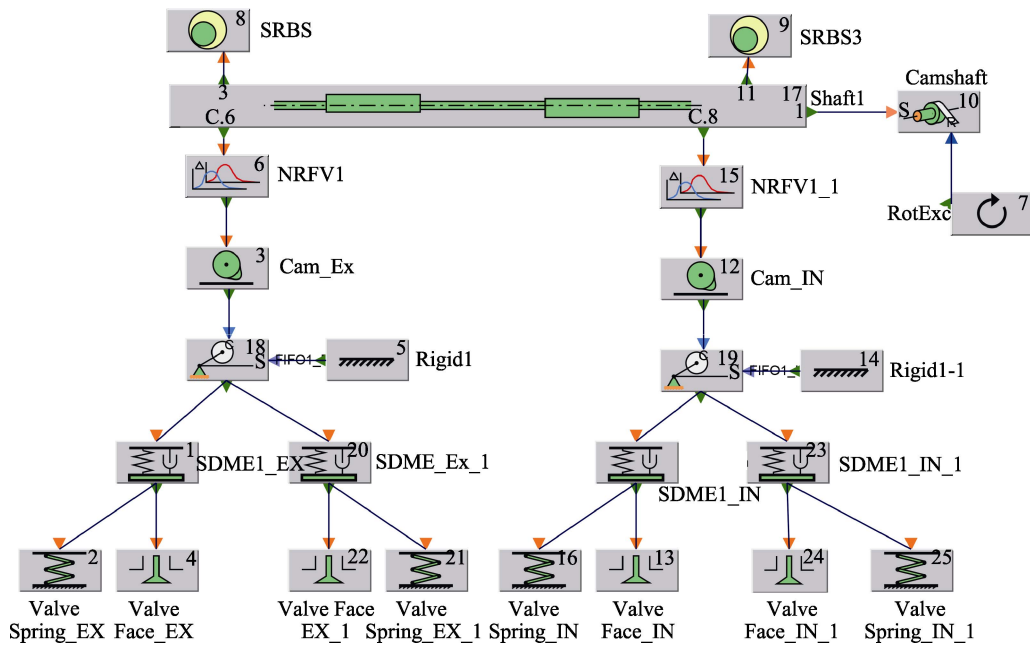 8
SRBS
9
SRBS3
3
11
17
C.6
C.8
1
Shaft1
Camshaft
10
S
R
6
NRFV1
15
NRFV1_1
7
RotExc
3
Cam_Ex
12
Cam_IN
C
18
S
FIFO1_
5
Rigid1
C
19
S
FIFO1_
14
Rigid1-1
1
SDME1_EX
20
SDME_Ex_1
SDME1_IN
23
SDME1_IN_1
2
4
22
21
16
13
24
25
Valve
Spring_EX
Valve
Face_EX
Valve Face
EX_1
Valve
Spring_EX_1
Valve
Spring_IN
Valve
Face_IN
Valve
Face_IN_1
Valve
Spring_IN_1